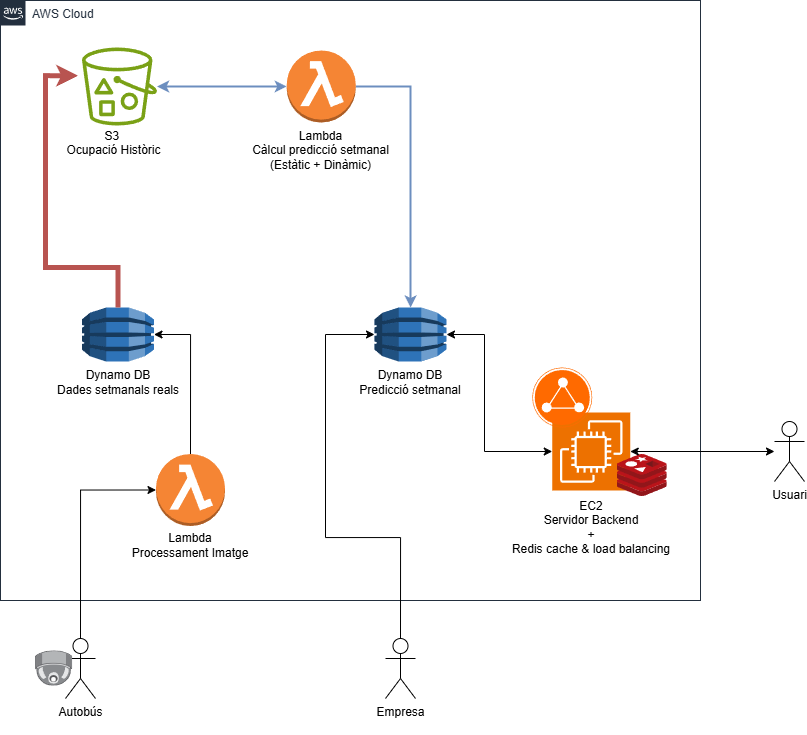 aws
AWS Cloud
S3
Ocupació Històric
Lambda
Càlcul predicció setmanal
(Estàtic + Dinàmic)
Dynamo DB
Dades setmanals reals
Dynamo DB
Predicció setmanal
Lambda
Processament Imatge
EC2
Servidor Backend
+
Redis cache & load balancing
Usuari
Autobús
Empresa